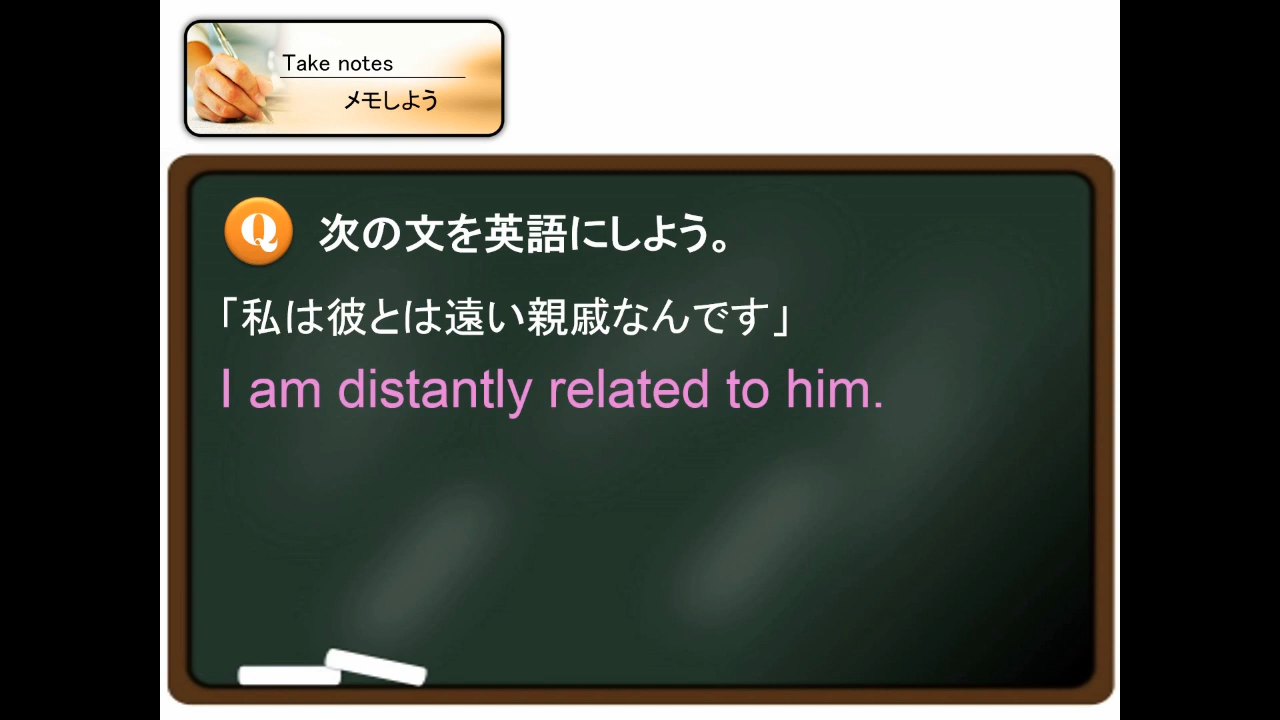 Take notes
メモしよう
Q 次の文を英語にしよう。
「私は彼とは遠い親戚なんです」
I am distantly related to him.